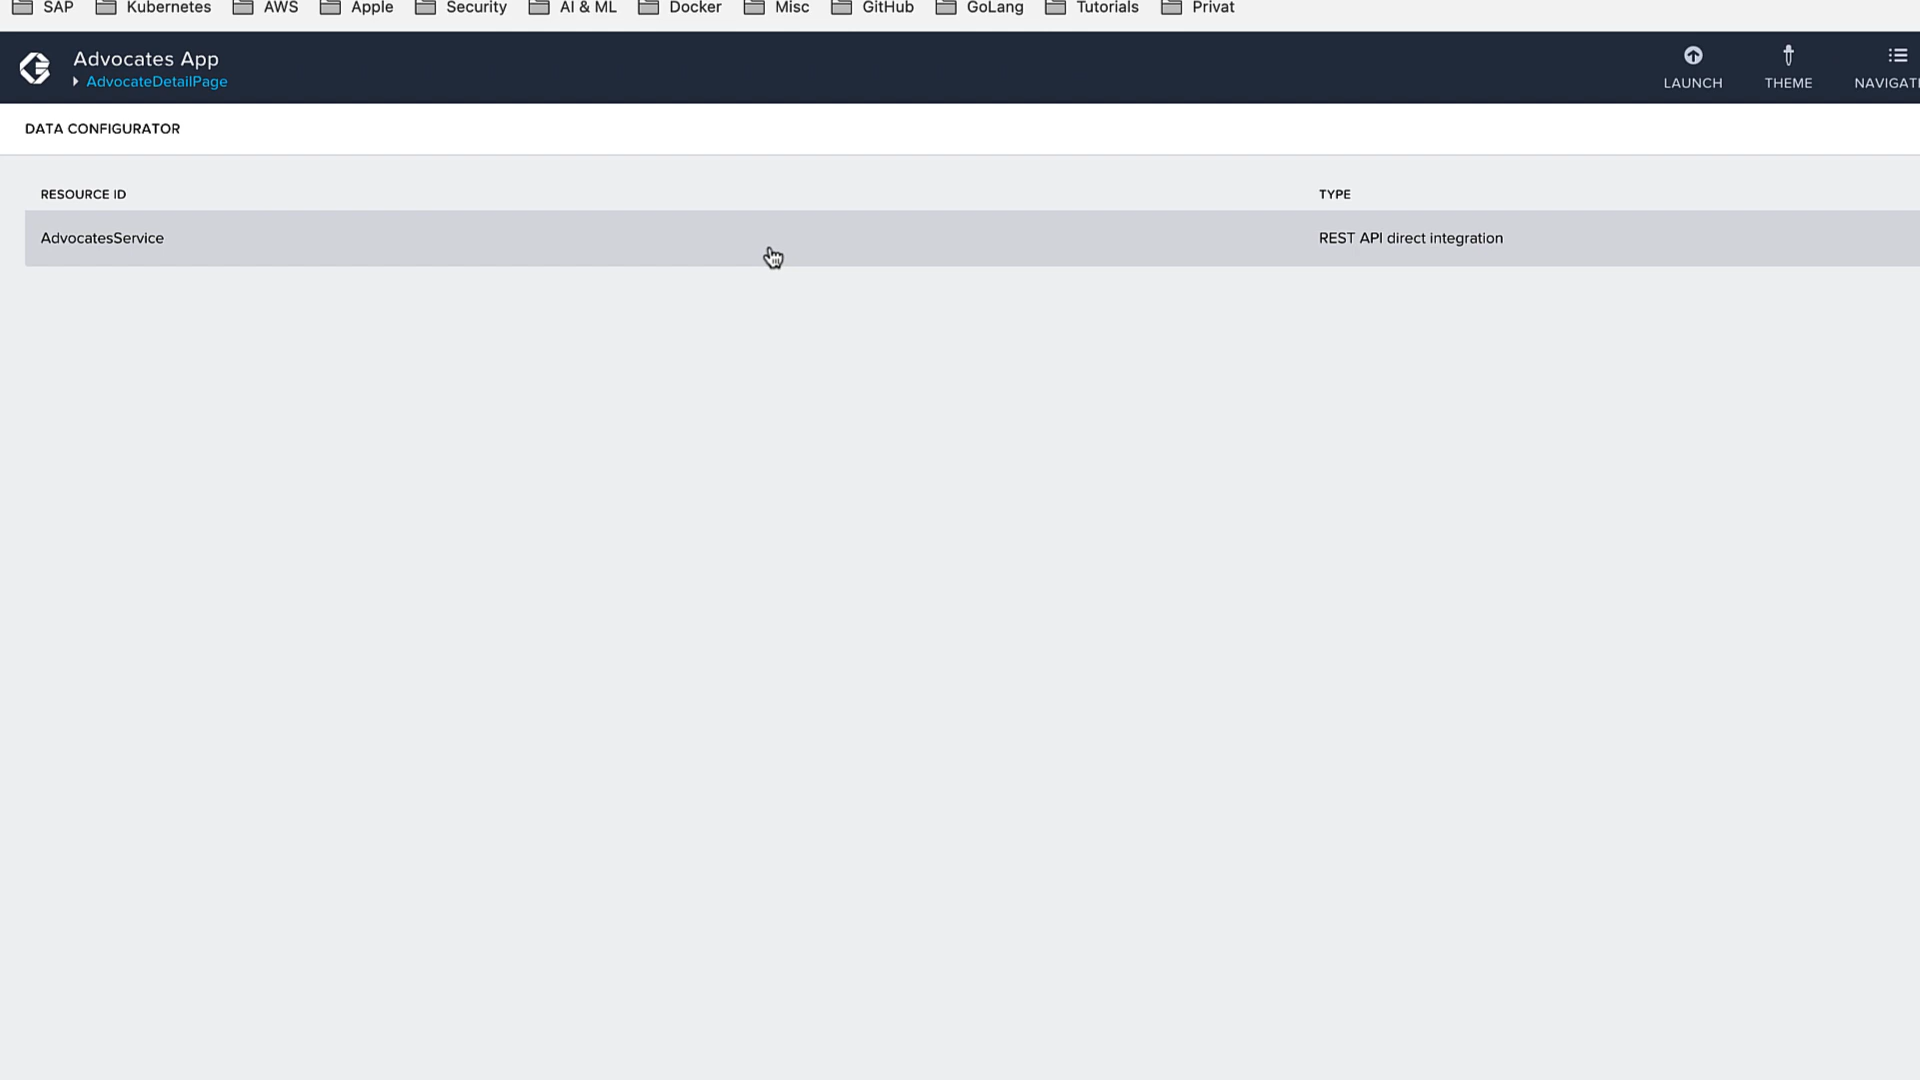 SAP Kubernetes AWS Apple Security AI & ML Docker Misc GitHub GoLang Tutorials Privat
Advocates App
AdvocateDetailPage
LAUNCH THEME NAVIGATI
DATA CONFIGURATOR
RESOURCE ID TYPE
AdvocatesService REST API direct integration